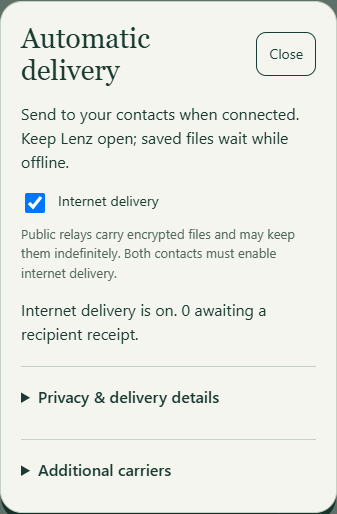 Automatic
delivery
Close
Send to your contacts when connected.
Keep Lenz open; saved files wait while
offline.
Internet delivery
Public relays carry encrypted files and may keep
them indefinitely. Both contacts must enable
internet delivery.
Internet delivery is on. 0 awaiting a
recipient receipt.
Privacy & delivery details
Additional carriers